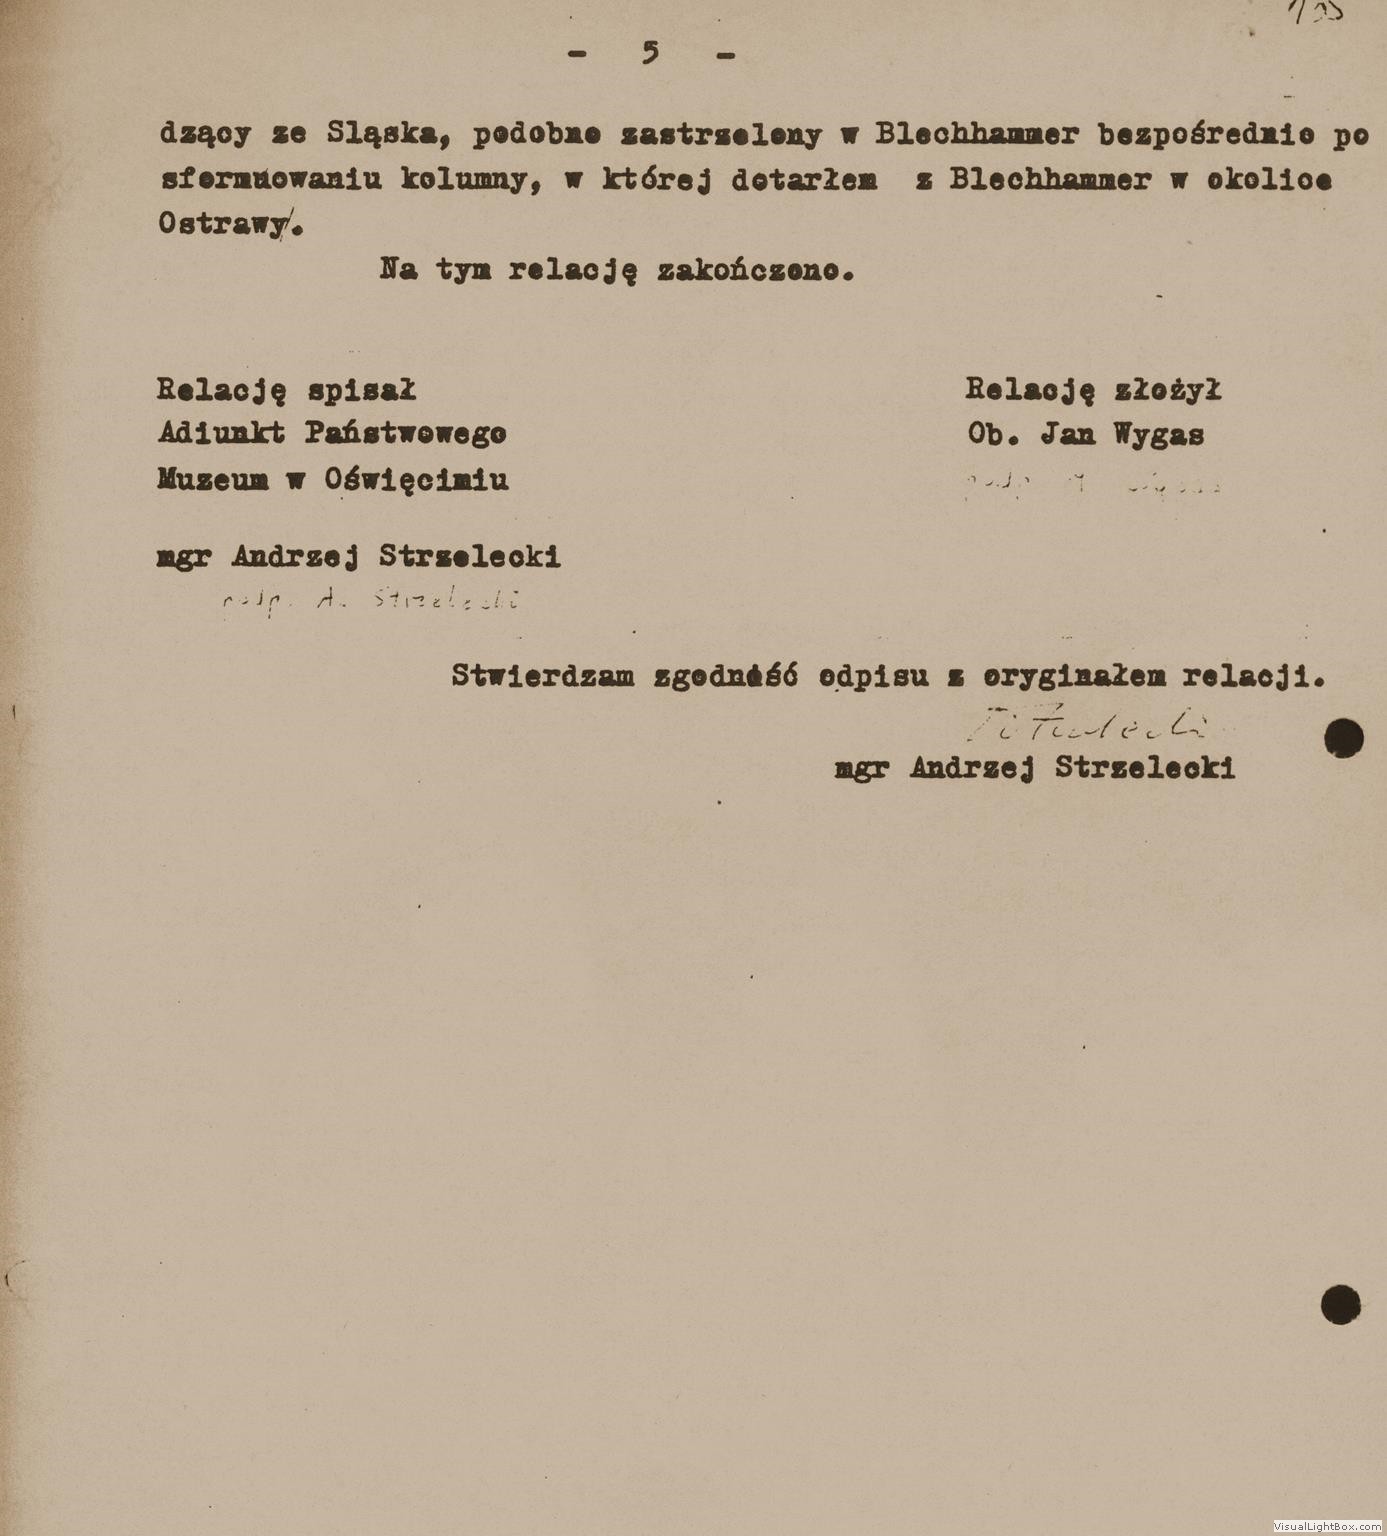 - 5 -
dzący ze Sląska, podobno zastrzelony w Blechhammer bezpośrednio po
sformuowaniu kolumny, w której dotarłem z Blechhammer w okolice
Ostrawy/.
Na tym relację zakończono.
Relację spisał
Adiunkt Państwowego
Muzeum w Oświęcimiu
mgr Andrzej Strzelecki
podp. A. Strzelecki
Relację złożył
Ob. Jan Wygas
Stwierdzam zgodność odpisu z oryginałem relacji.
mgr Andrzej Strzelecki
VisualLightBox.com